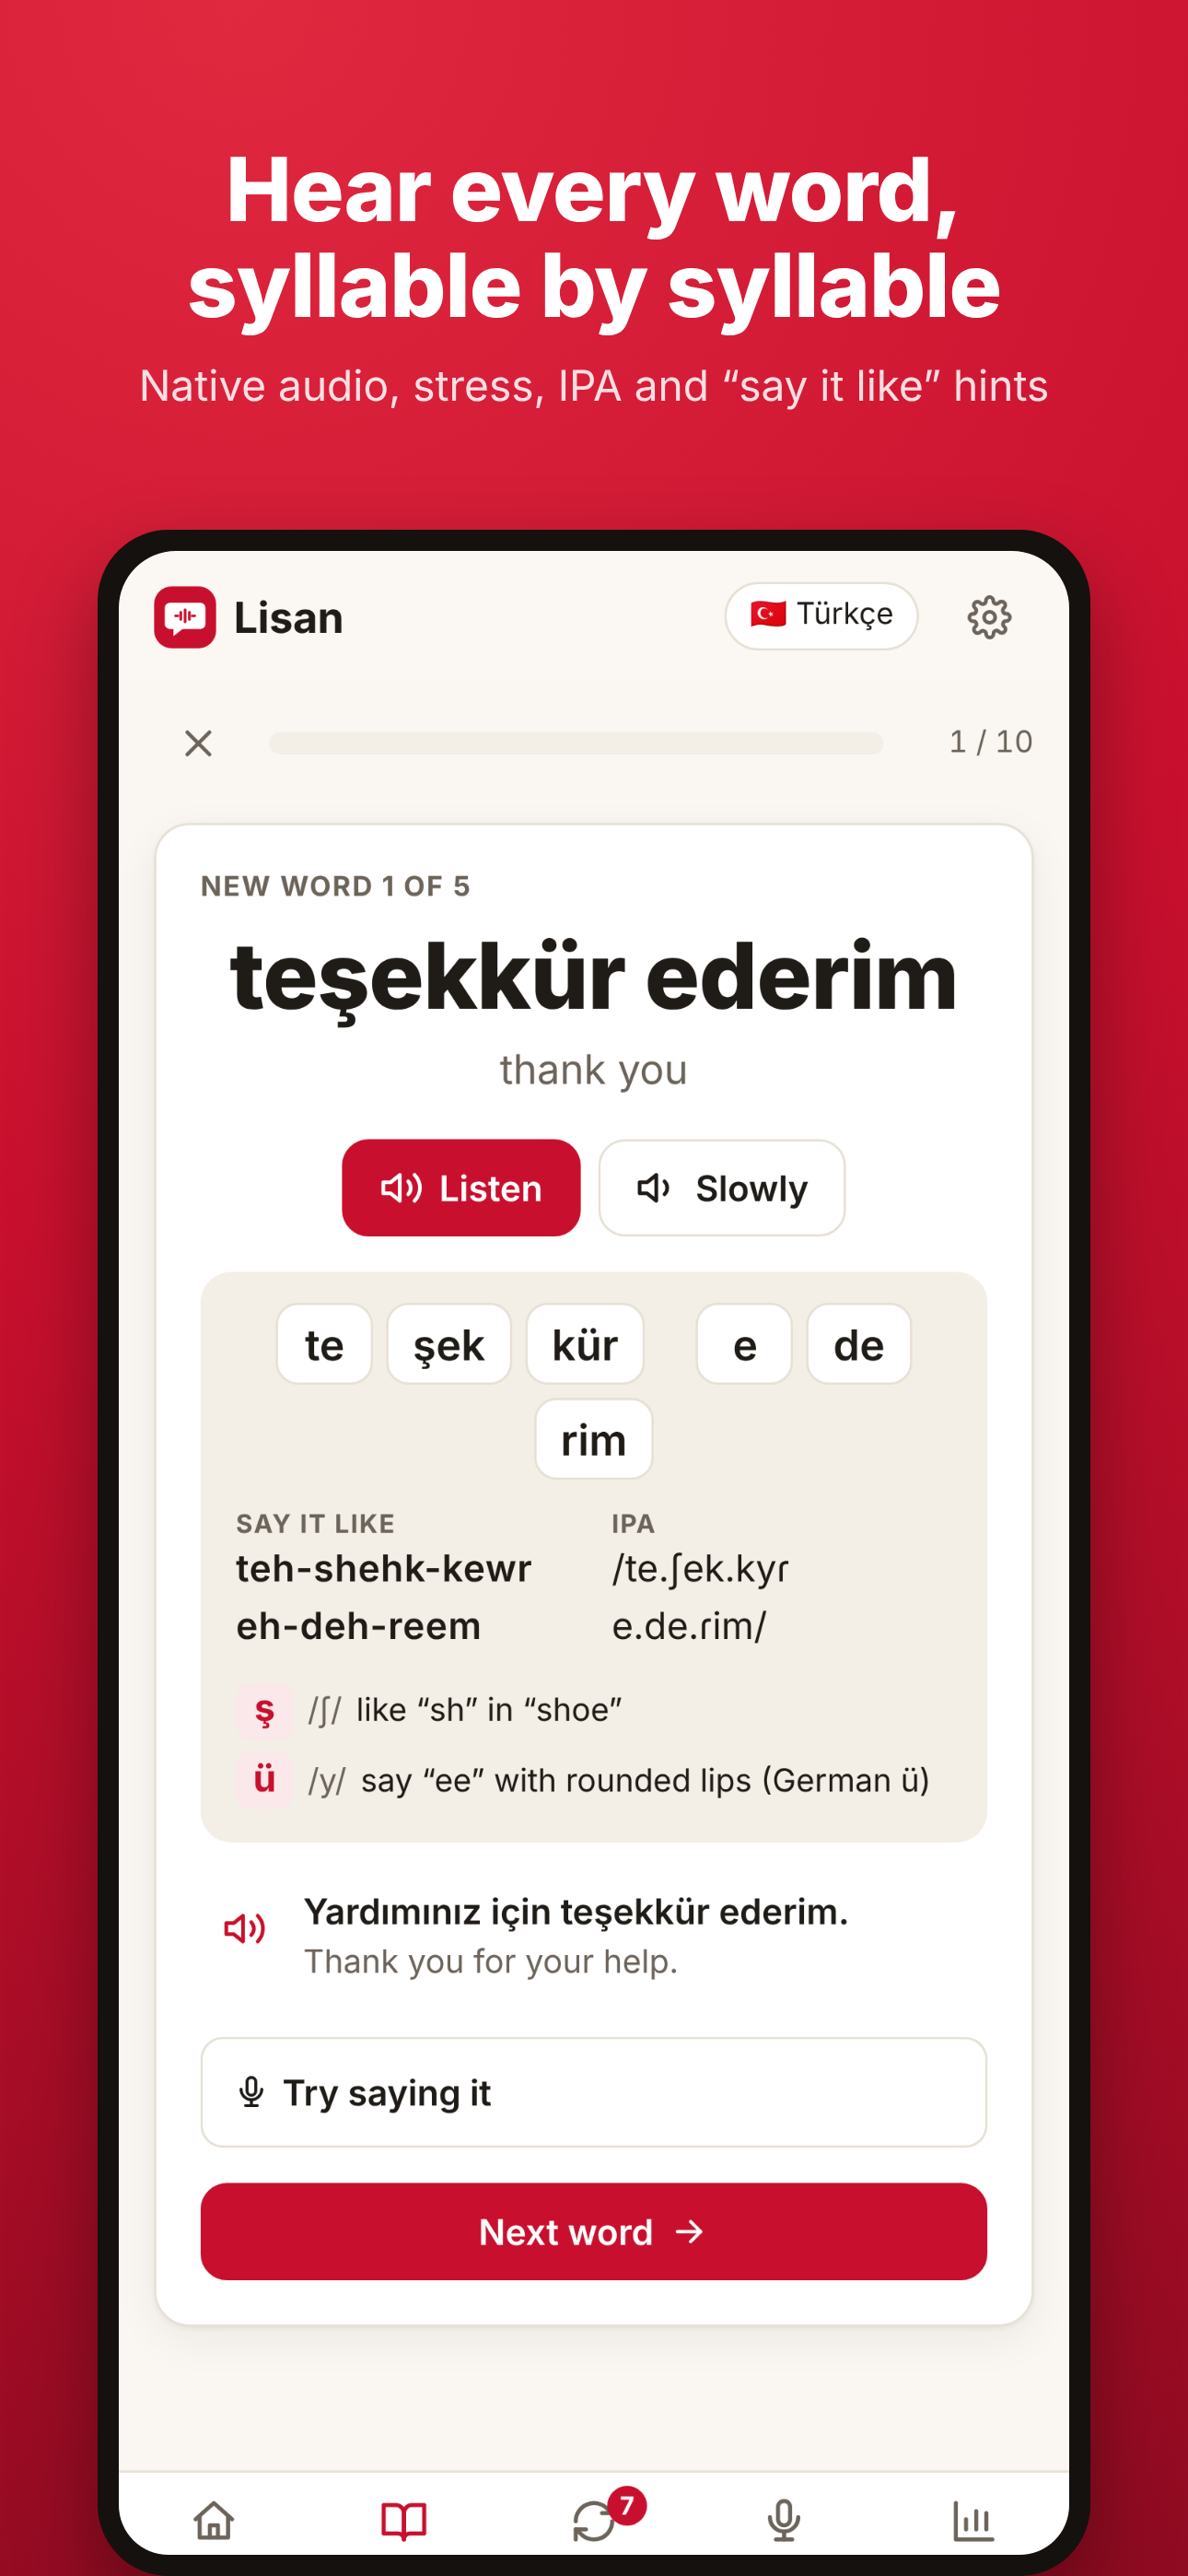 Hear every word,
syllable by syllable
Native audio, stress, IPA and “say it like” hints
Lisan
Türkçe
1 / 10
NEW WORD 1 OF 5
teşekkür ederim
thank you
Listen
Slowly
te şek kür e de
rim
SAY IT LIKE
teh-shehk-kewr
eh-deh-reem
IPA
/te.ʃek.kyɾ
e.de.ɾim/
ş /ʃ/ like “sh” in “shoe”
ü /y/ say “ee” with rounded lips (German ü)
Yardımınız için teşekkür ederim.
Thank you for your help.
Try saying it
Next word →
7